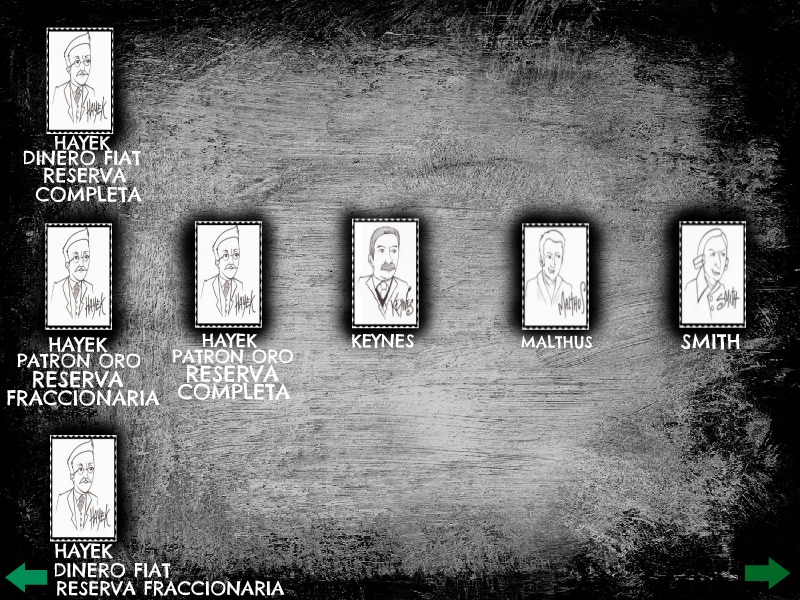 HAYEK
HAYEK
DINERO FIAT
RESERVA
COMPLETA
HAYEK
HAYEK
PATRON ORO
RESERVA
FRACCIONARIA
HAYEK
HAYEK
PATRON ORO
RESERVA
COMPLETA
KEYNES
KEYNES
MALTHUS
MALTHUS
SMITH
SMITH
HAYEK
HAYEK
DINERO FIAT
RESERVA FRACCIONARIA